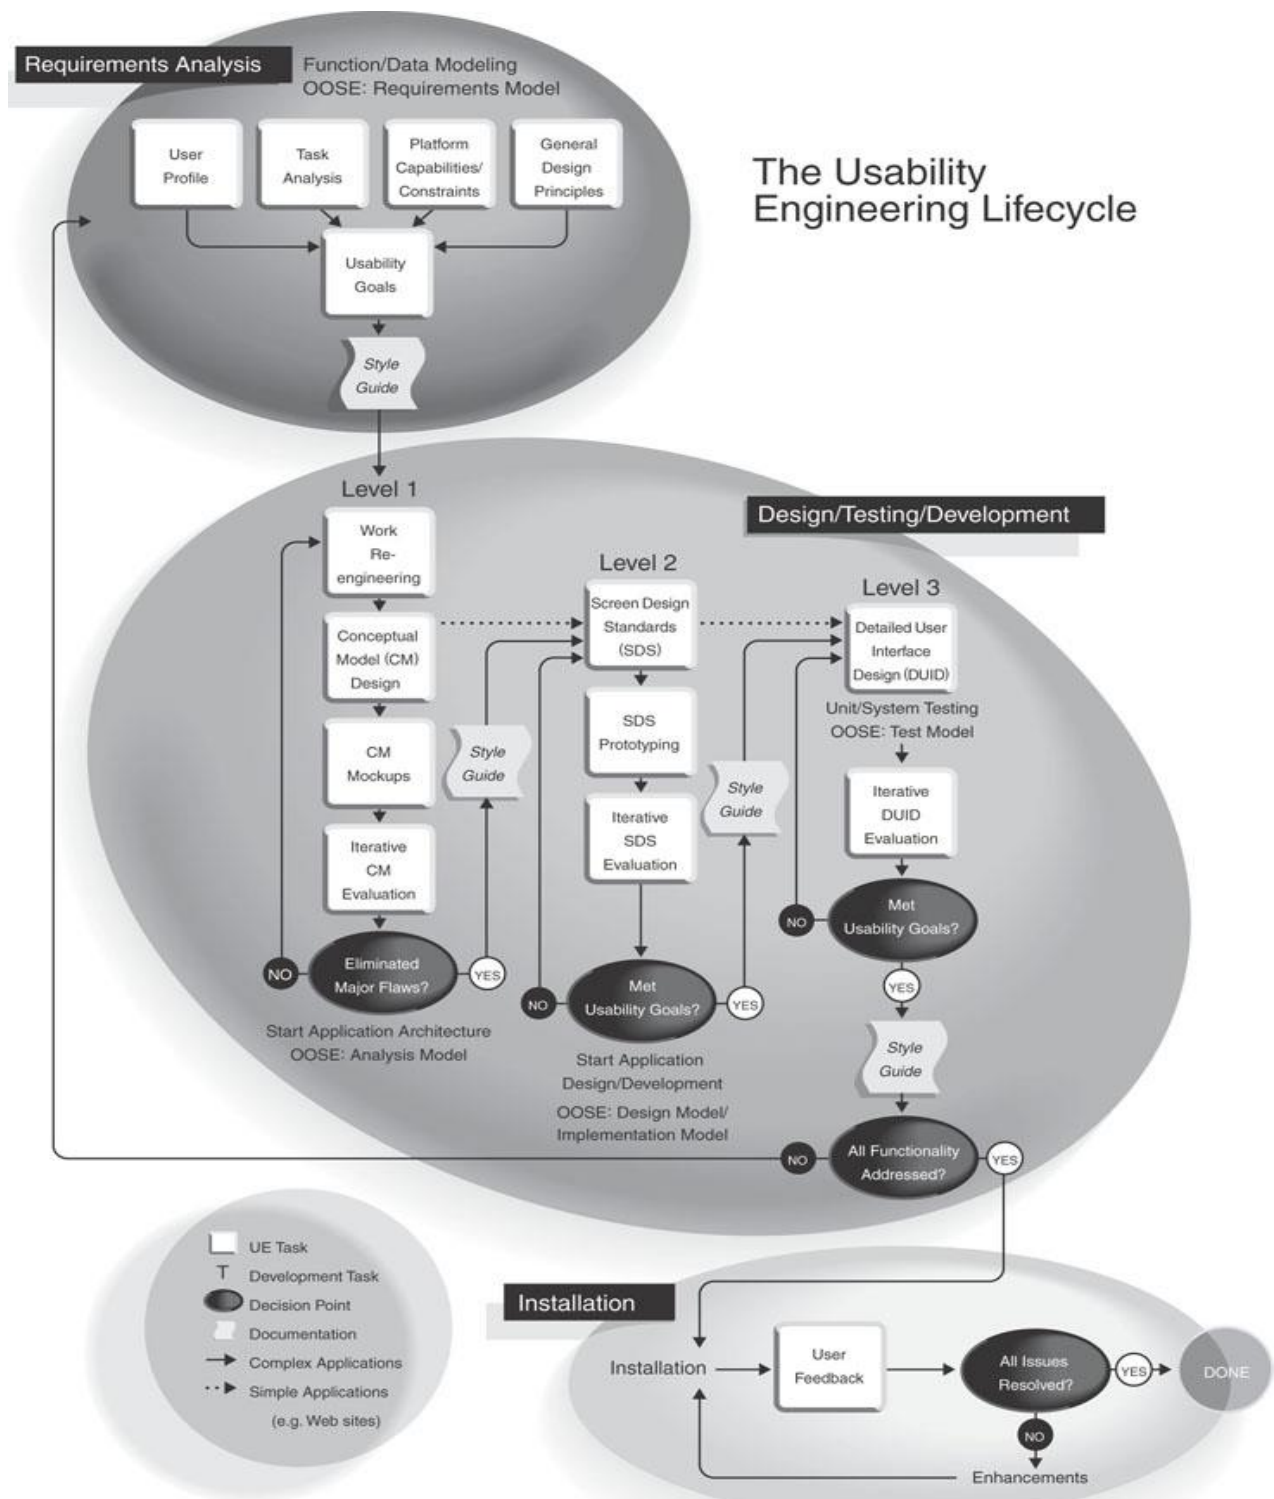 Requirements Analysis
Function/Data Modeling
OOSE: Requirements Model
User
Profile
Task
Analysis
Platform
Capabilities/
Constraints
General
Design
Principles
The Usability
Engineering Lifecycle
Usability
Goals
Style
Guide
Level 1
Work
Re-
engineering
Conceptual
Model (CM)
Design
CM
Mockups
Iterative
CM
Evaluation
Eliminated
Major Flaws?
NO
YES
Start Application Architecture
OOSE: Analysis Model
Style
Guide
Design/Testing/Development
Level 2
Screen Design
Standards
(SDS)
SDS
Prototyping
Iterative
SDS
Evaluation
Met
Usability Goals?
NO
YES
Start Application
Design/Development
OOSE: Design Model/
Implementation Model
Style
Guide
Level 3
Detailed User
Interface
Design (DUID)
Unit/System Testing
OOSE: Test Model
Iterative
DUID
Evaluation
Met
Usability Goals?
NO
YES
Style
Guide
All Functionality
Addressed?
NO
YES
UE Task
T Development Task
Decision Point
Documentation
Complex Applications
Simple Applications
(e.g. Web sites)
Installation
Installation
User
Feedback
All Issues
Resolved?
YES
DONE
NO
Enhancements